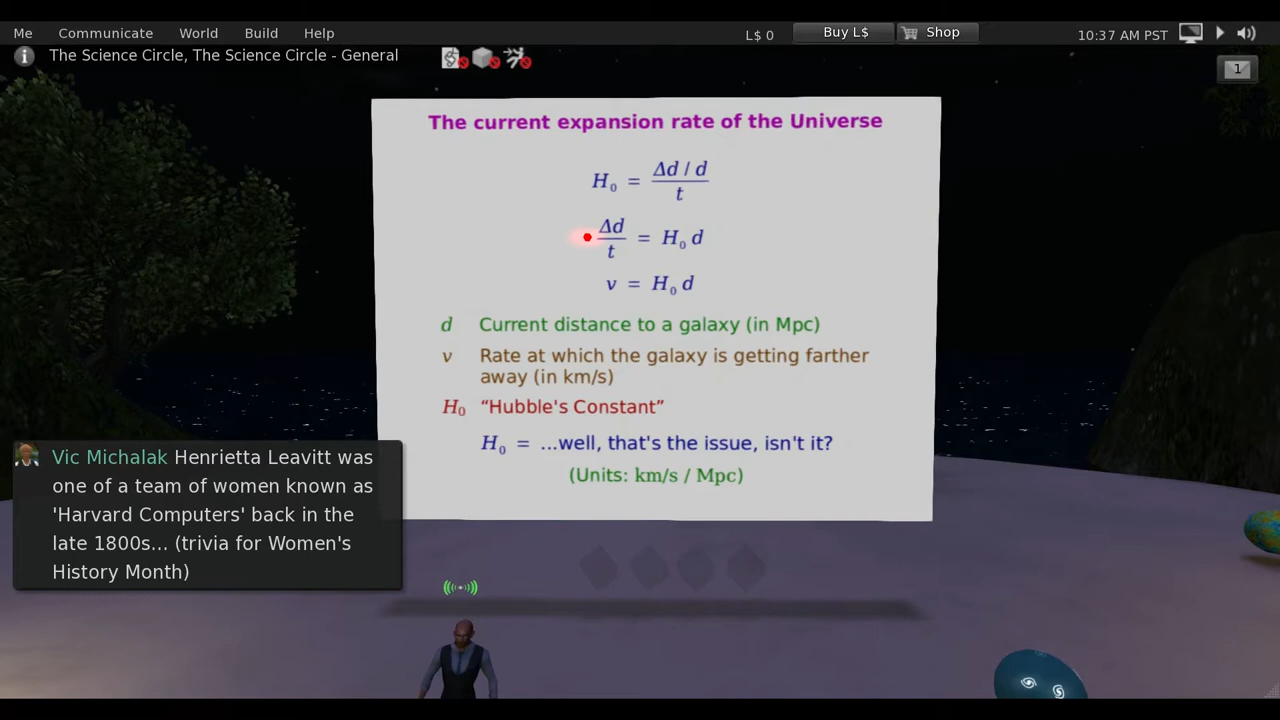 Me Communicate World Build Help L$ 0 Buy L$ Shop 10:37 AM PST
The Science Circle, The Science Circle - General
1
The current expansion rate of the Universe
H₀ = Δd / d
t
Δd
t = H₀ d
v = H₀ d
d Current distance to a galaxy (in Mpc)
v Rate at which the galaxy is getting farther
away (in km/s)
H₀ “Hubble's Constant”
H₀ = ...well, that's the issue, isn't it?
(Units: km/s / Mpc)
Vic Michalak Henrietta Leavitt was
one of a team of women known as
'Harvard Computers' back in the
late 1800s... (trivia for Women's
History Month)